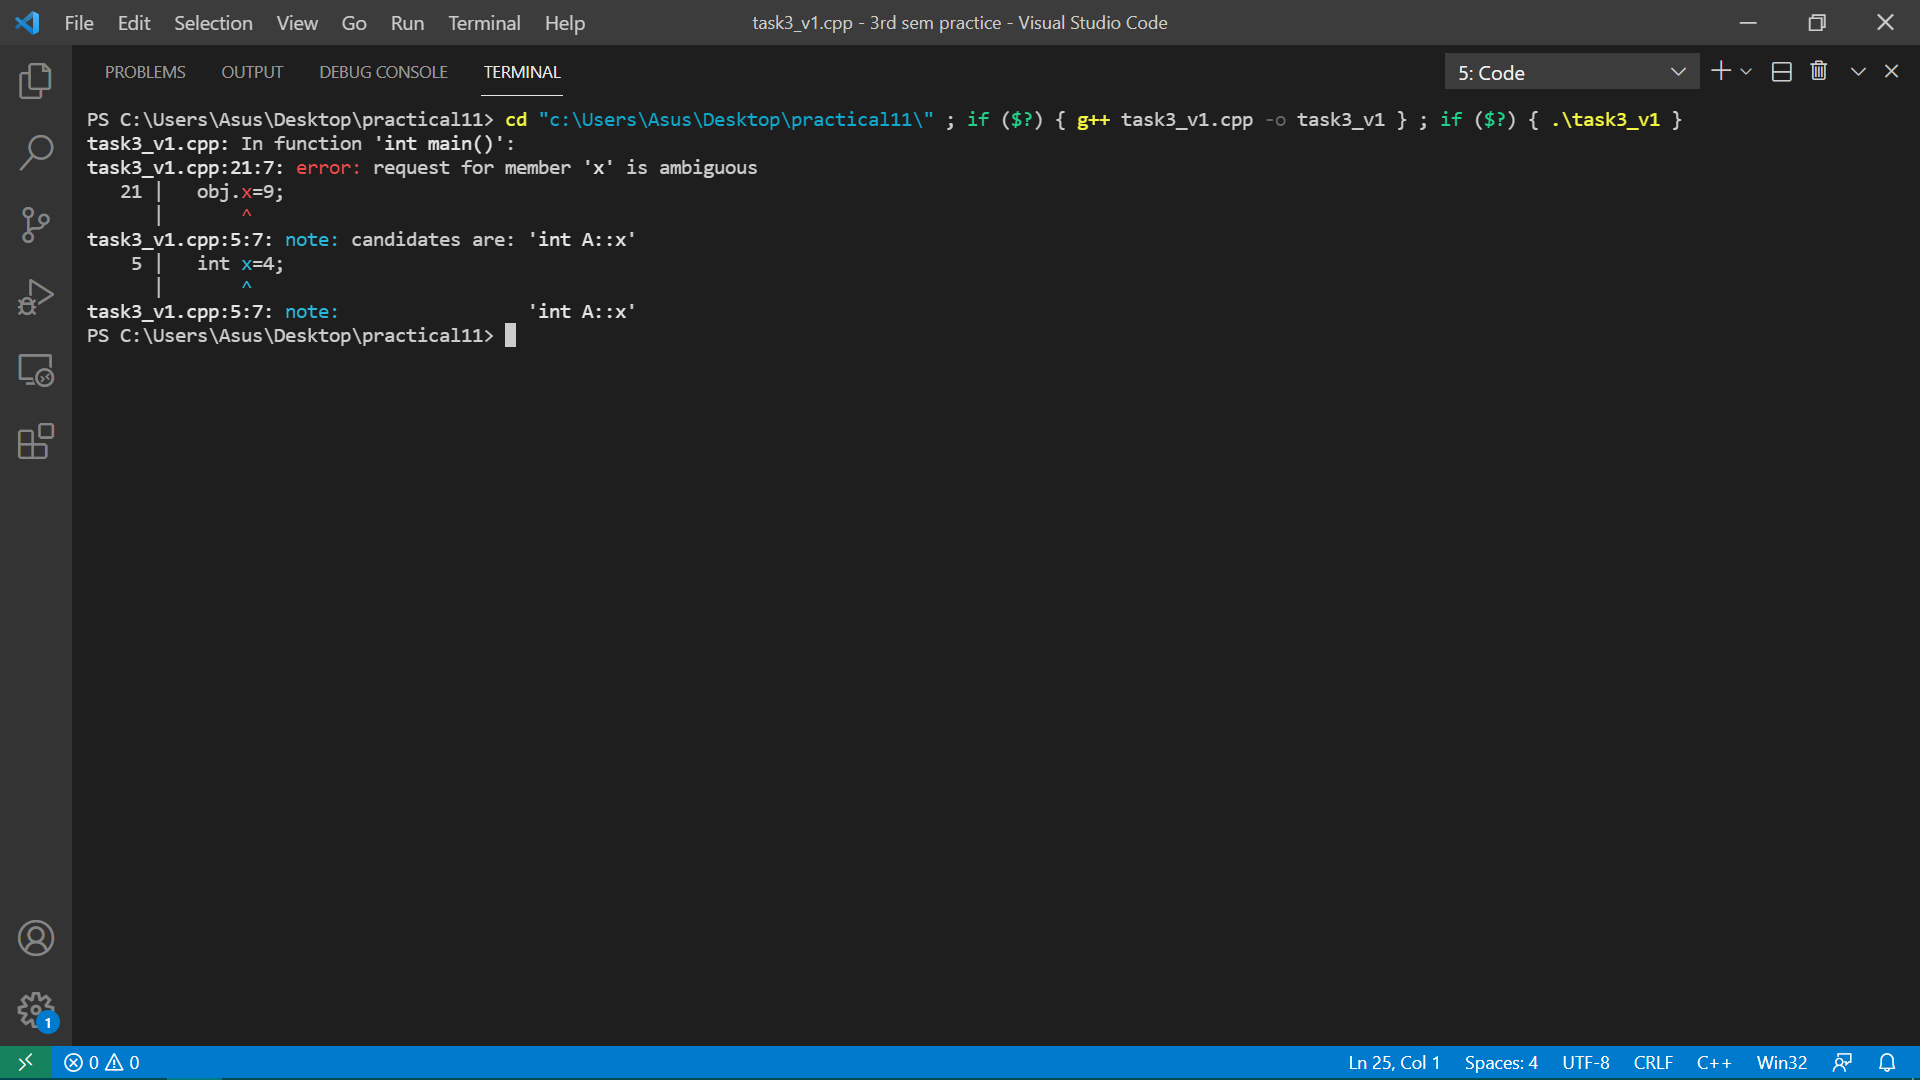 File Edit Selection View Go Run Terminal Help task3_v1.cpp - 3rd sem practice - Visual Studio Code
PROBLEMS OUTPUT DEBUG CONSOLE TERMINAL 5: Code
PS C:\Users\Asus\Desktop\practical11> cd "c:\Users\Asus\Desktop\practical11\" ; if ($?) { g++ task3_v1.cpp -o task3_v1 } ; if ($?) { .\task3_v1 }
task3_v1.cpp: In function 'int main()':
task3_v1.cpp:21:7: error: request for member 'x' is ambiguous
   21 |   obj.x=9;
      |       ^
task3_v1.cpp:5:7: note: candidates are: 'int A::x'
    5 |   int x=4;
      |       ^
task3_v1.cpp:5:7: note:                 'int A::x'
PS C:\Users\Asus\Desktop\practical11>
1
0 0 Ln 25, Col 1 Spaces: 4 UTF-8 CRLF C++ Win32